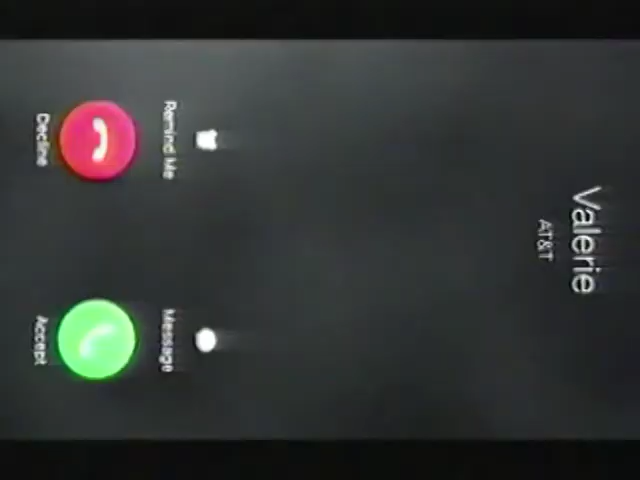 Valerie
AT&T
Remind Me
Message
Decline
Accept